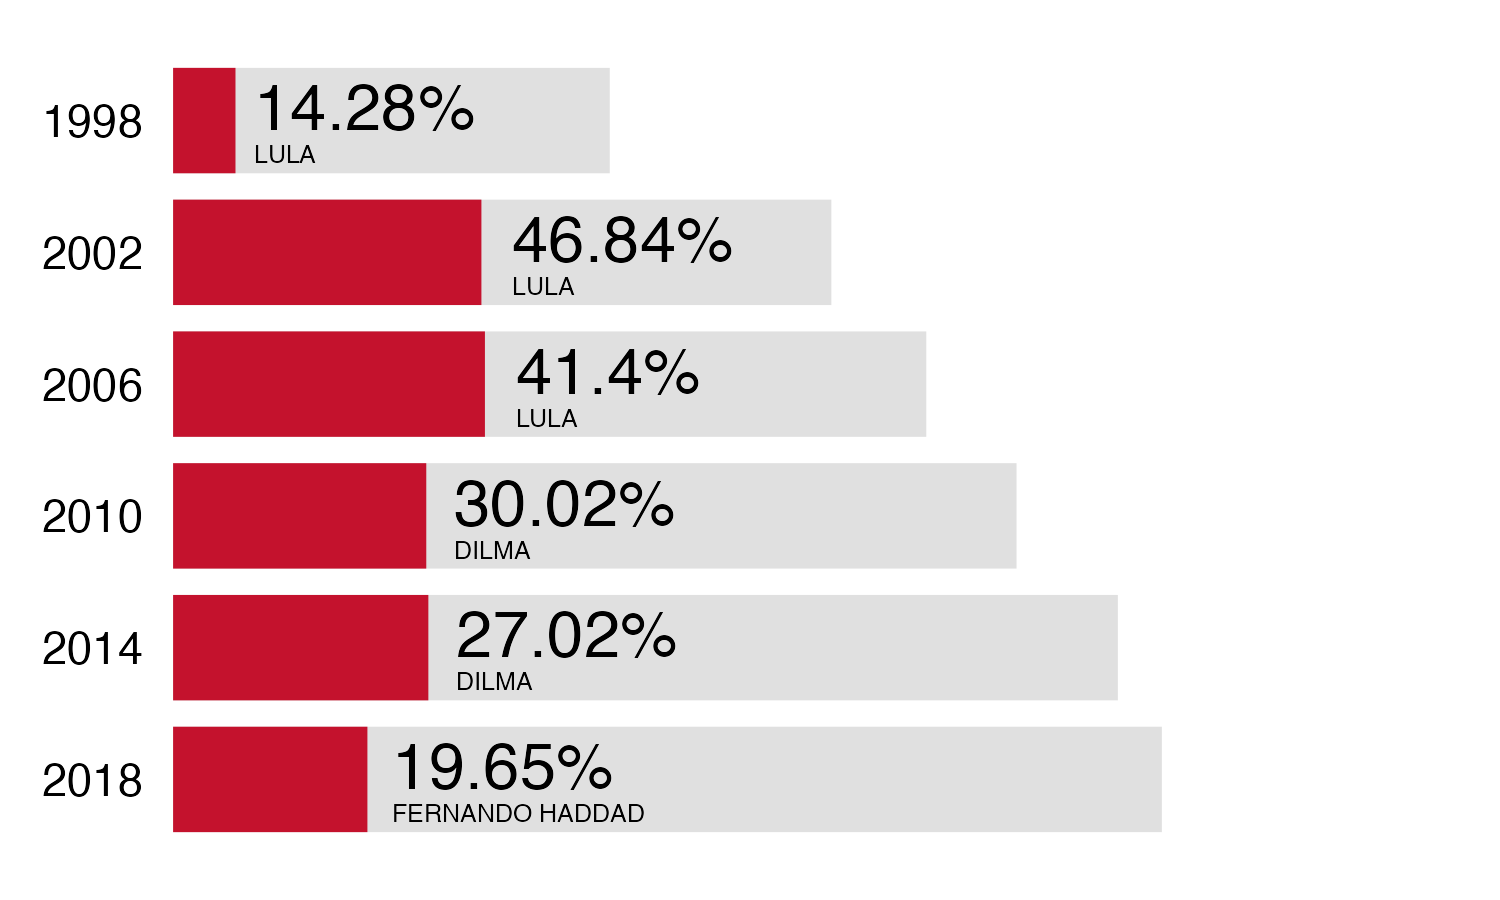 1998
14.28%
LULA
2002
46.84%
LULA
2006
41.4%
LULA
2010
30.02%
DILMA
2014
27.02%
DILMA
2018
19.65%
FERNANDO HADDAD